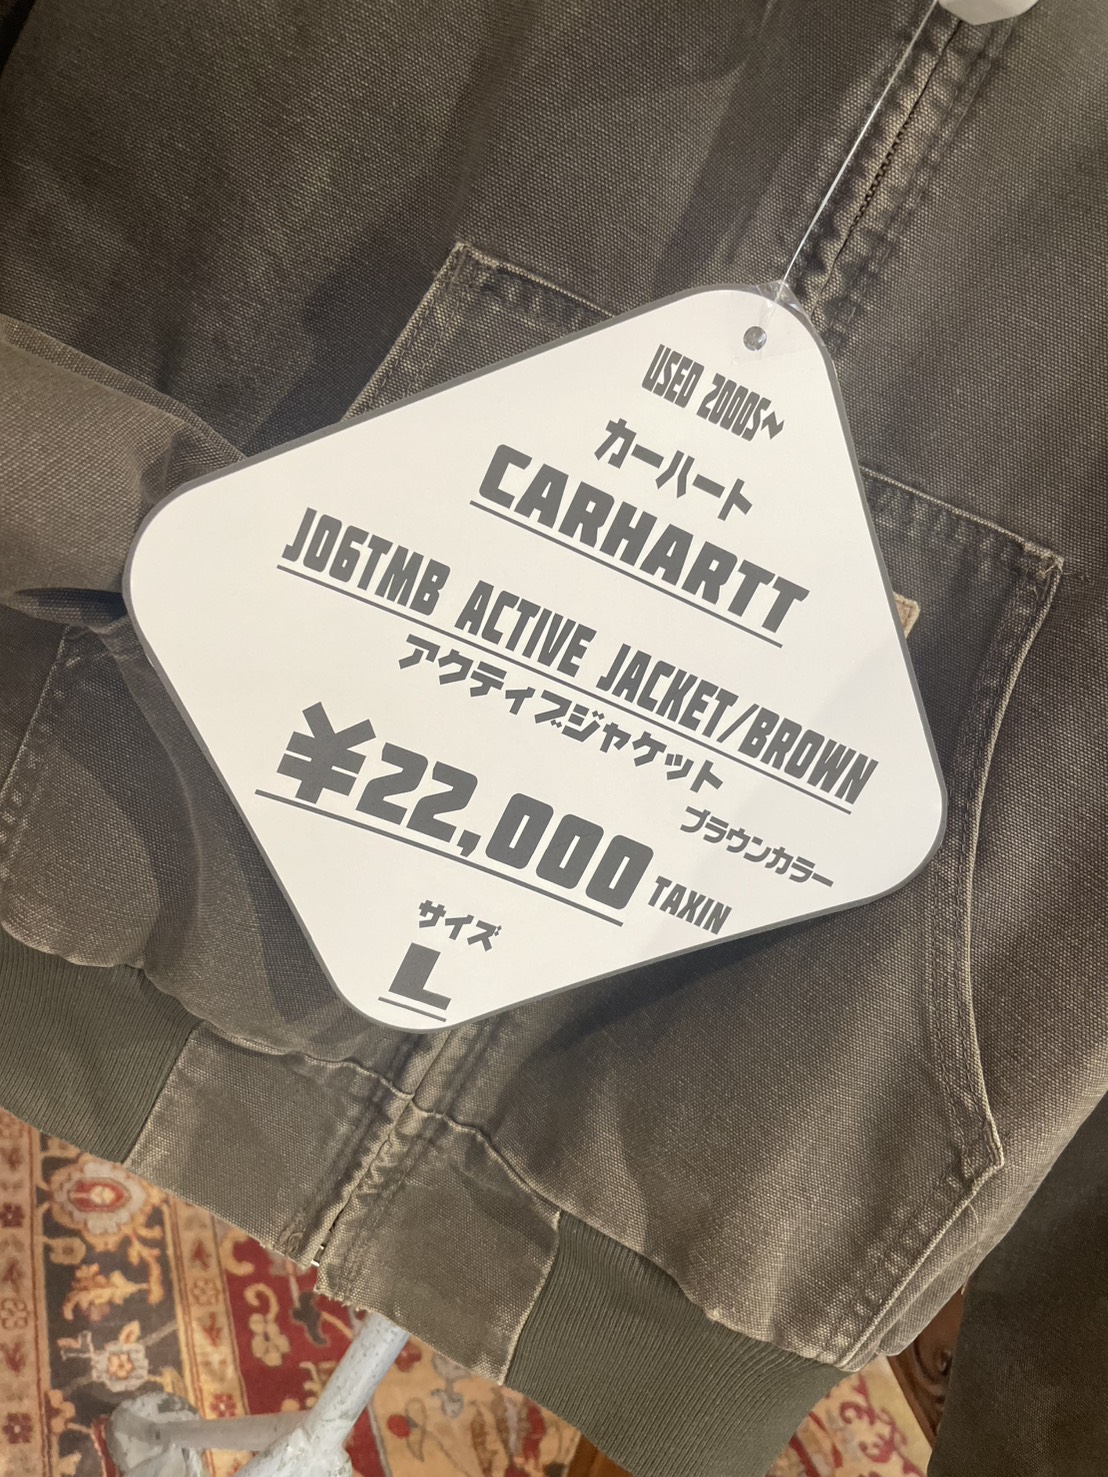 USED 2000S~
カーハート
CARHARTT
J06TMB ACTIVE JACKET/BROWN
アクティブジャケット
ブラウンカラー
¥22,000 TAXIN
サイズ
L